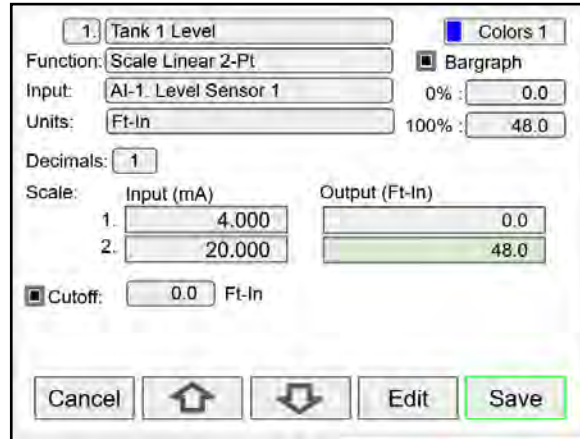 1. Tank 1 Level Colors 1
Function: Scale Linear 2-Pt Bargraph
Input: AI-1. Level Sensor 1 0% : 0.0
Units: Ft-In 100% : 48.0
Decimals: 1
Scale: Input (mA) Output (Ft-In)
1. 4.000 0.0
2. 20.000 48.0
Cutoff: 0.0 Ft-In
Cancel Edit Save